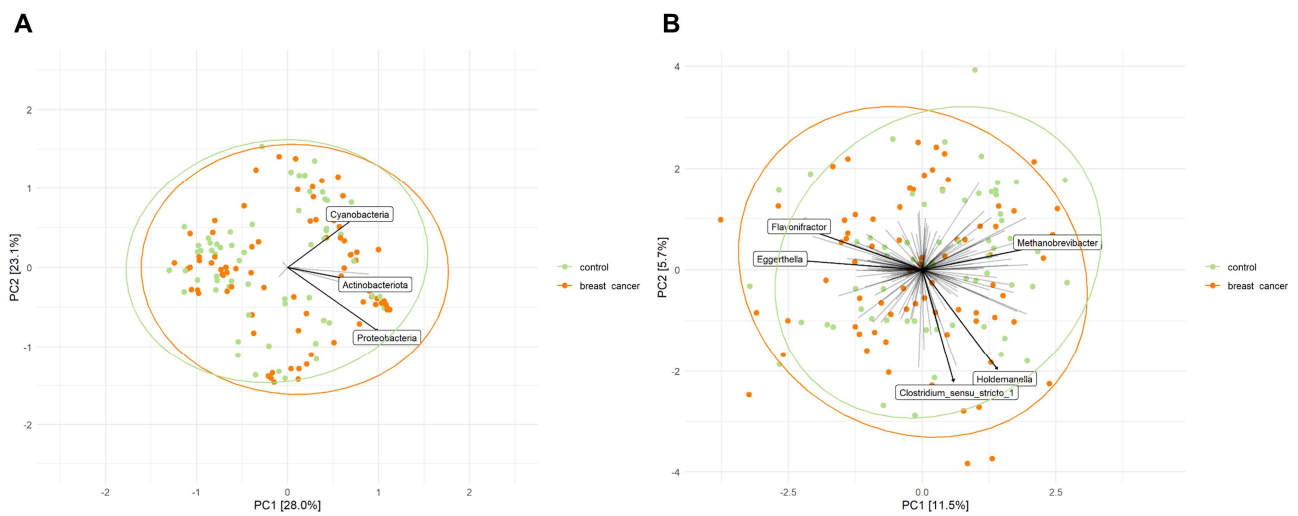 A
PC2 [23.1%]
2
1
0
-1
-2
Cyanobacteria
Actinobacteriota
Proteobacteria
-2
-1
0
1
2
PC1 [28.0%]
control
breast cancer
B
PC2 [5.7%]
4
2
0
-2
-4
Flavonifractor
Eggerthella
Methanobrevibacter
Holdemanella
Clostridium_sensu_stricto_1
-2.5
0.0
2.5
PC1 [11.5%]
control
breast cancer